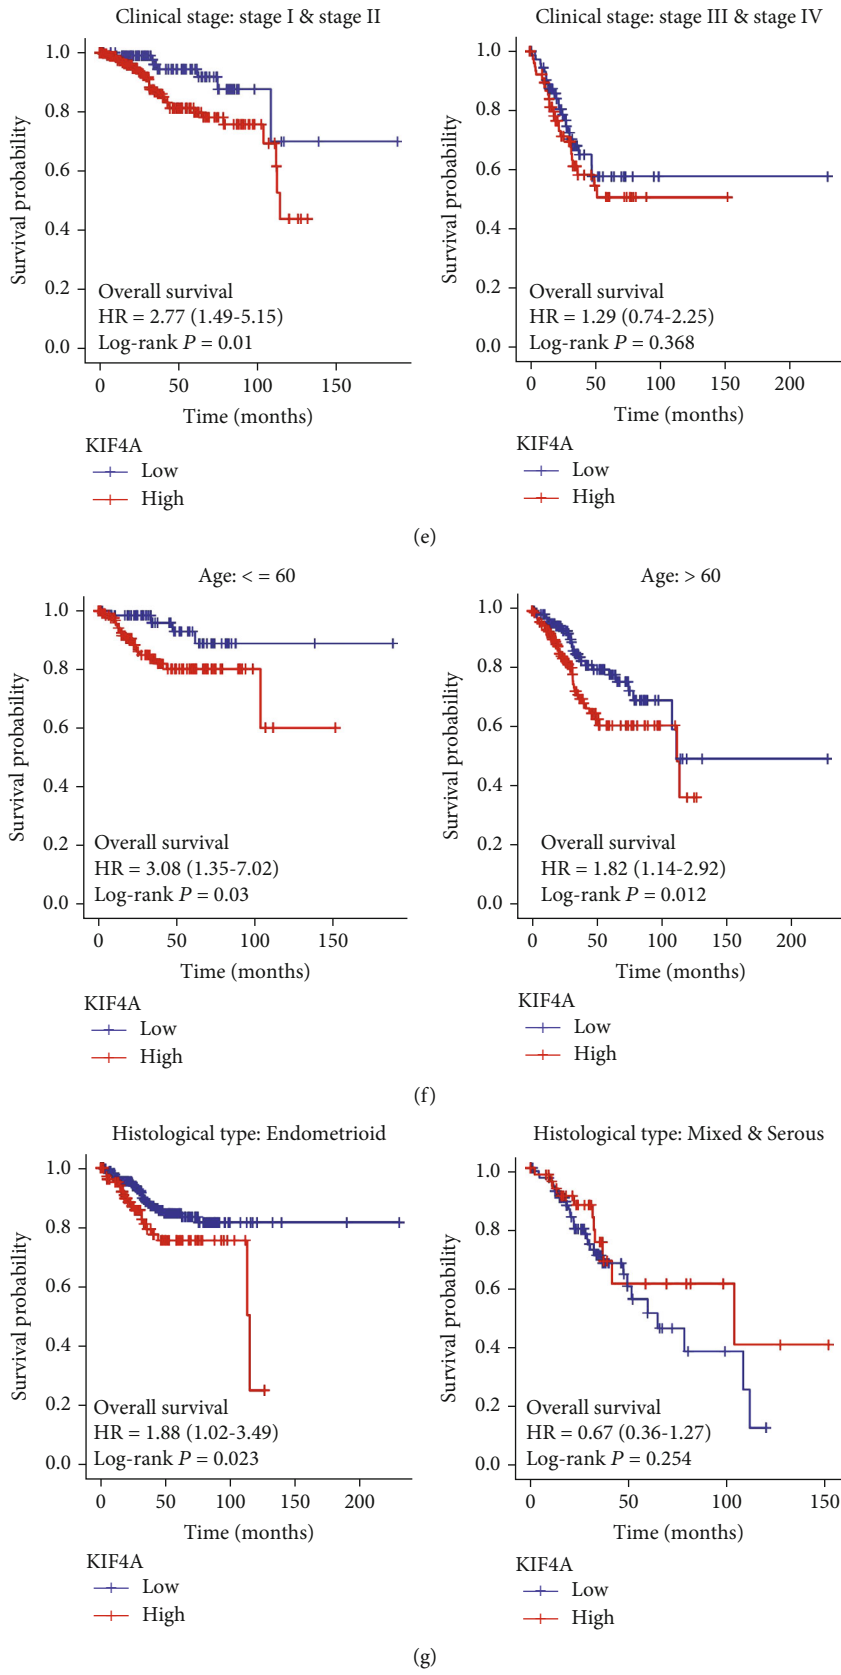 Clinical stage: stage I & stage II
1.0
0.8
0.6
0.4
0.2
0.0
Survival probability
Overall survival
HR = 2.77 (1.49-5.15)
Log-rank P = 0.01
0 50 100 150
Time (months)
KIF4A
Low
High
Clinical stage: stage III & stage IV
1.0
0.8
0.6
0.4
0.2
0.0
Survival probability
Overall survival
HR = 1.29 (0.74-2.25)
Log-rank P = 0.368
0 50 100 150 200
Time (months)
KIF4A
Low
High
(e)
Age: < = 60
1.0
0.8
0.6
0.4
0.2
0.0
Survival probability
Overall survival
HR = 3.08 (1.35-7.02)
Log-rank P = 0.03
0 50 100 150
Time (months)
KIF4A
Low
High
Age: > 60
1.0
0.8
0.6
0.4
0.2
0.0
Survival probability
Overall survival
HR = 1.82 (1.14-2.92)
Log-rank P = 0.012
0 50 100 200
Time (months)
KIF4A
Low
High
(f)
Histological type: Endometrioid
1.0
0.8
0.6
0.4
0.2
0.0
Survival probability
Overall survival
HR = 1.88 (1.02-3.49)
Log-rank P = 0.023
0 50 100 150 200
Time (months)
KIF4A
Low
High
Histological type: Mixed & Serous
1.0
0.8
0.6
0.4
0.2
0.0
Survival probability
Overall survival
HR = 0.67 (0.36-1.27)
Log-rank P = 0.254
0 50 100 150
Time (months)
KIF4A
Low
High
(g)